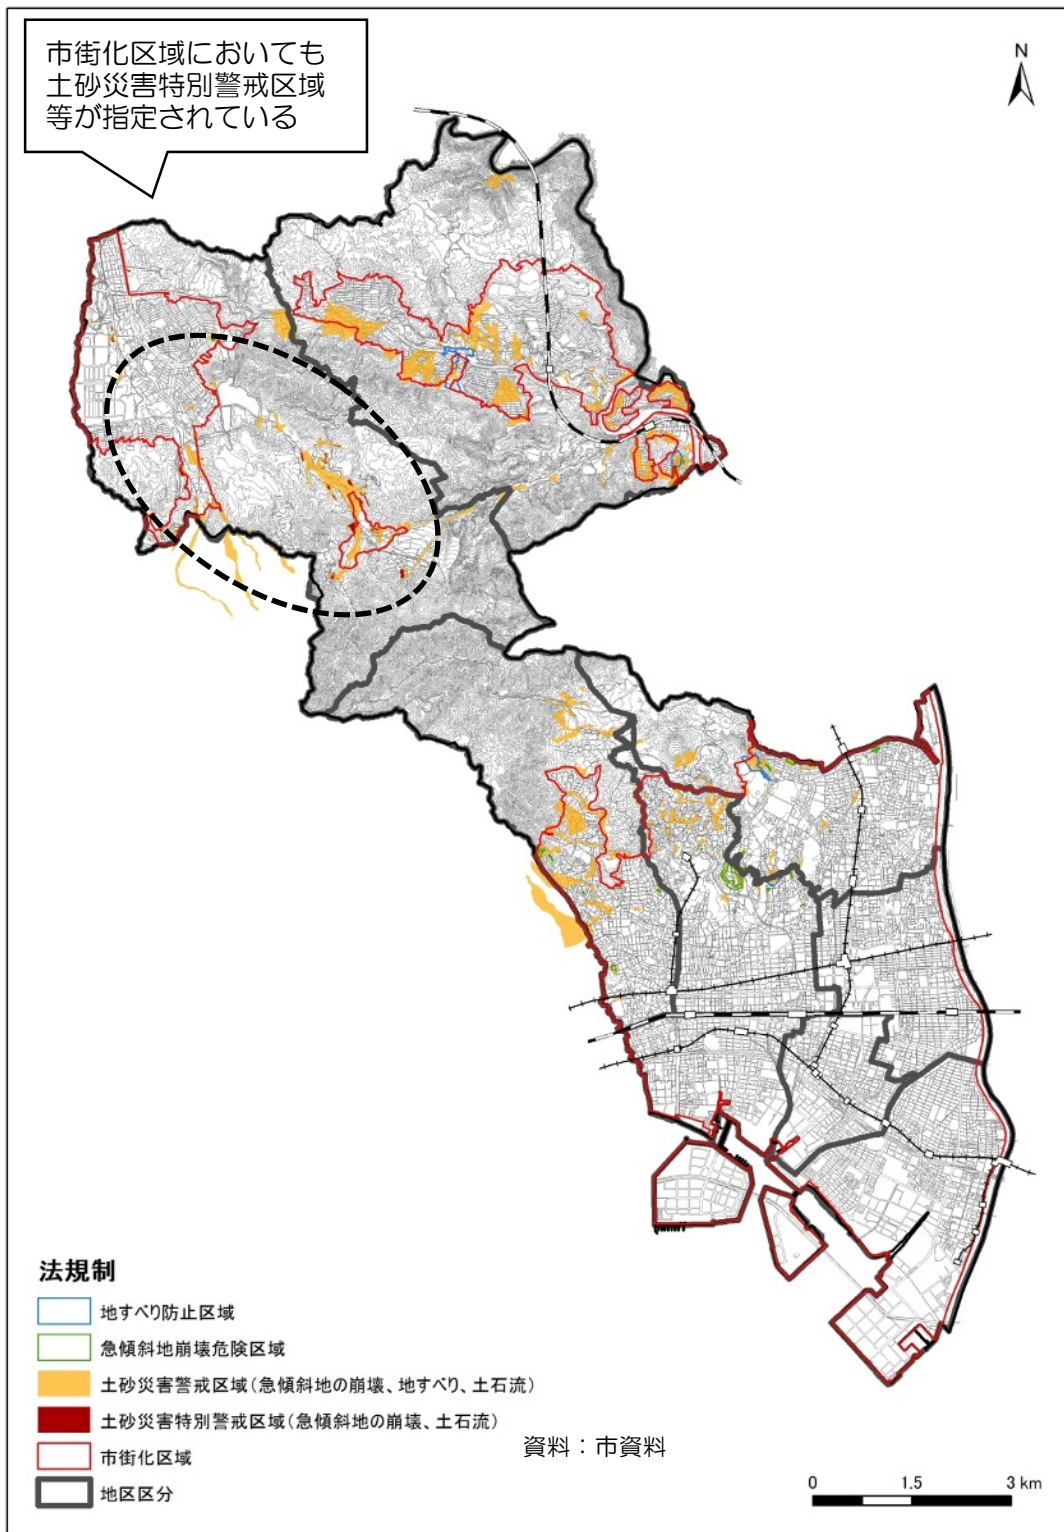 市街化区域においても
土砂災害特別警戒区域
等が指定されている
N
法規制
地すべり防止区域
急傾斜地崩壊危険区域
土砂災害警戒区域(急傾斜地の崩壊、地すべり、土石流)
土砂災害特別警戒区域(急傾斜地の崩壊、土石流)
市街化区域
地区区分
資料：市資料
0 1.5 3 km